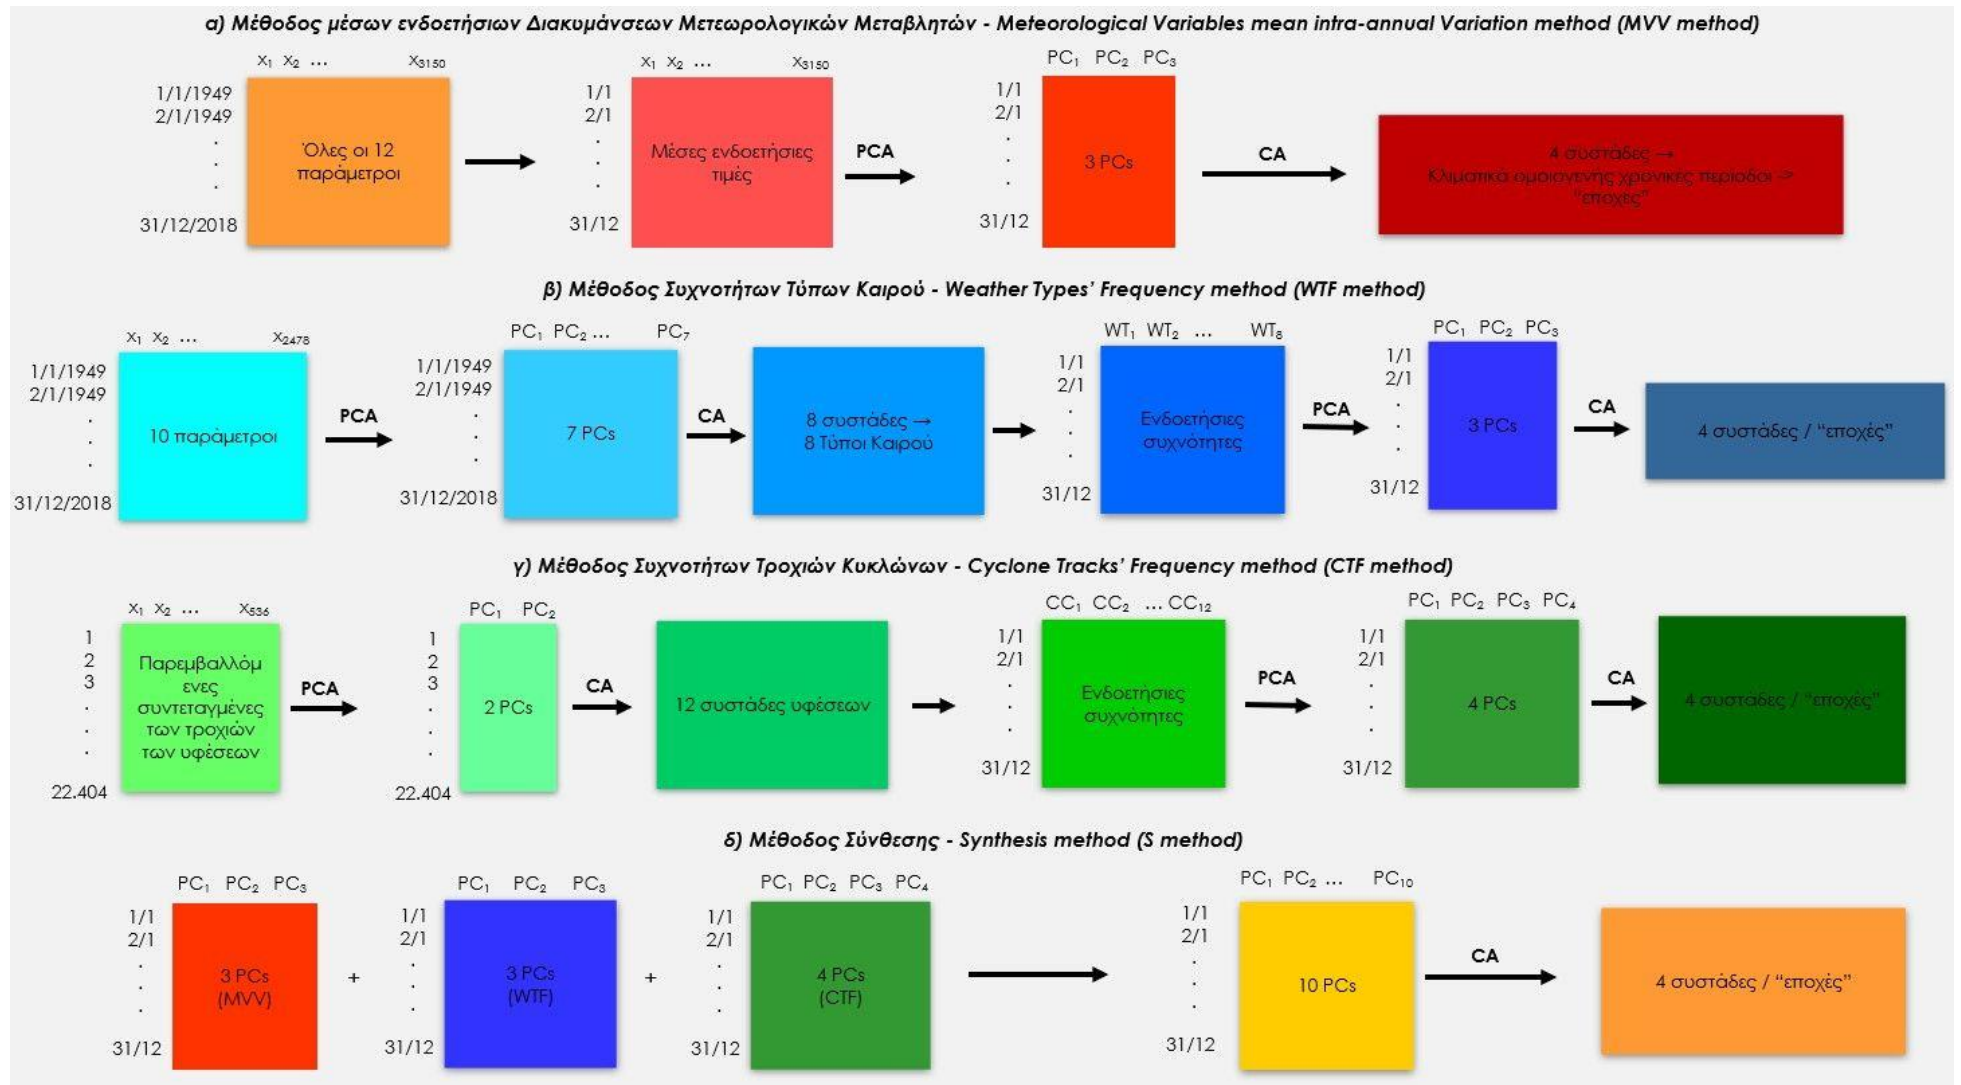 α) Μέθοδος μέσων ενδοετήσιων Διακυμάνσεων Μετεωρολογικών Μεταβλητών - Meteorological Variables mean intra-annual Variation method (MVV method)
X₁ X₂ ... X₃₁₅₀
1/1/1949
2/1/1949
.
.
.
31/12/2018
Όλες οι 12
παράμετροι
X₁ X₂ ... X₃₁₅₀
1/1
2/1
.
.
.
31/12
Μέσες ενδοετήσιες
τιμές
PCA
PC₁ PC₂ PC₃
1/1
2/1
.
.
.
31/12
3 PCs
CA
4 συστάδες →
Κλιματικά ομοιογενής χρονικές περίοδοι ->
“εποχές”
β) Μέθοδος Συχνοτήτων Τύπων Καιρού - Weather Types’ Frequency method (WTF method)
X₁ X₂ ... X₂₄₇₈
1/1/1949
2/1/1949
.
.
.
31/12/2018
10 παράμετροι
PCA
PC₁ PC₂ ... PC₇
1/1/1949
2/1/1949
.
.
.
31/12/2018
7 PCs
CA
8 συστάδες →
8 Τύποι Καιρού
WT₁ WT₂ ... WT₈
1/1
2/1
.
.
.
31/12
Ενδοετήσιες
συχνότητες
PCA
PC₁ PC₂ PC₃
1/1
2/1
.
.
.
31/12
3 PCs
CA
4 συστάδες / “εποχές”
γ) Μέθοδος Συχνοτήτων Τροχιών Κυκλώνων - Cyclone Tracks’ Frequency method (CTF method)
X₁ X₂ ... X₅₃₆
1
2
3
.
.
.
22.404
Παρεμβαλλόμ
ενες
συντεταγμένες
των τροχιών
των υφέσεων
PCA
PC₁ PC₂
1
2
3
.
.
.
22.404
2 PCs
CA
12 συστάδες υφέσεων
CC₁ CC₂ ... CC₁₂
1/1
2/1
.
.
.
31/12
Ενδοετήσιες
συχνότητες
PCA
PC₁ PC₂ PC₃ PC₄
1/1
2/1
.
.
.
31/12
4 PCs
CA
4 συστάδες / “εποχές”
δ) Μέθοδος Σύνθεσης - Synthesis method (S method)
PC₁ PC₂ PC₃
1/1
2/1
.
.
.
31/12
3 PCs
(MVV)
+
PC₁ PC₂ PC₃
1/1
2/1
.
.
.
31/12
3 PCs
(WTF)
+
PC₁ PC₂ PC₃ PC₄
1/1
2/1
.
.
.
31/12
4 PCs
(CTF)
PC₁ PC₂ ... PC₁₀
1/1
2/1
.
.
.
31/12
10 PCs
CA
4 συστάδες / “εποχές”